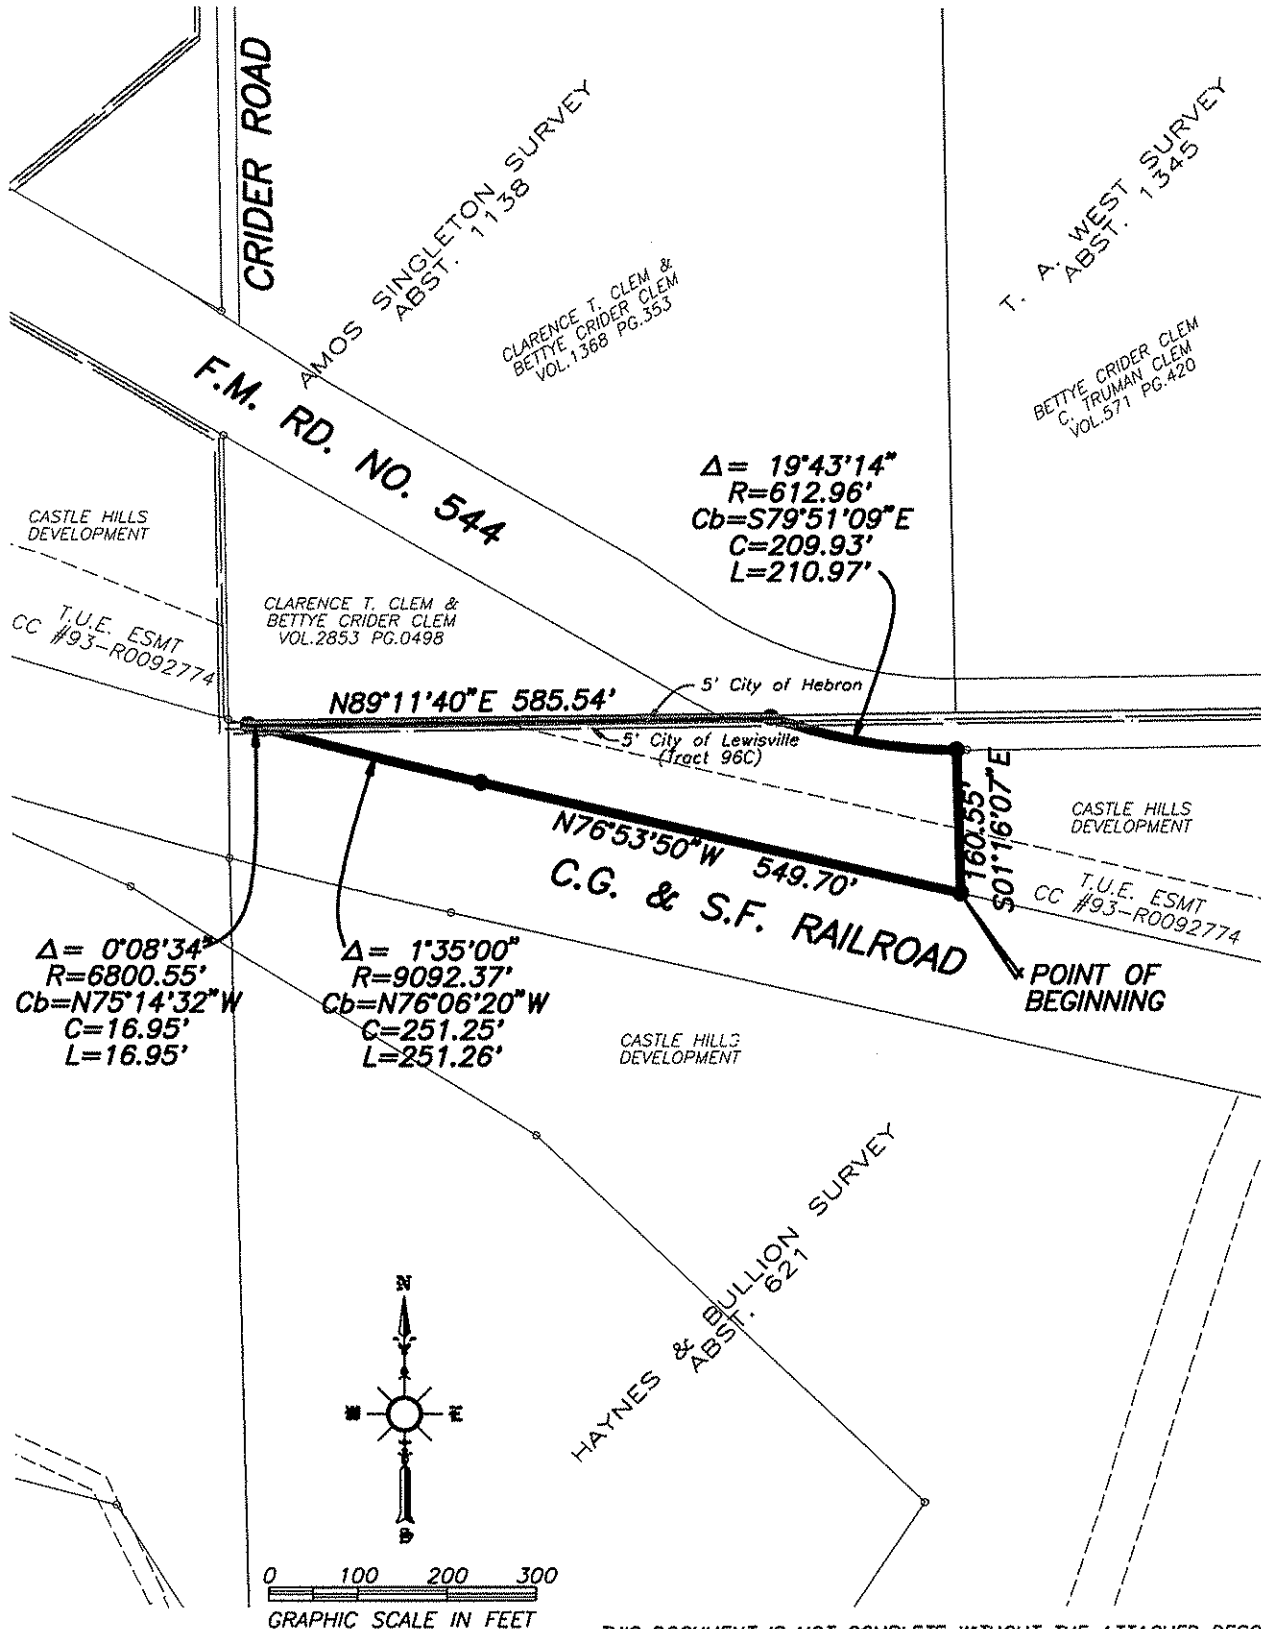 CRIDER ROAD
AMOS SINGLETON SURVEY
ABST. 1138
T. A. WEST SURVEY
ABST. 1345
CLARENCE T. CLEM &
BETTYE CRIDER CLEM
VOL.1368 PG.353
BETTYE CRIDER CLEM
C. TRUMAN CLEM
VOL.571 PG.420
F.M. RD. NO. 544
Δ= 19°43'14"
R=612.96'
Cb=S79°51'09"E
C=209.93'
L=210.97'
CASTLE HILLS
DEVELOPMENT
T.U.E. ESMT
CC #93-R0092774
CLARENCE T. CLEM &
BETTYE CRIDER CLEM
VOL.2853 PG.0498
N89°11'40"E 585.54'
5' City of Hebron
5' City of Lewisville
(Tract 96C)
160.55'
S01°16'07"E
CASTLE HILLS
DEVELOPMENT
N76°53'50"W 549.70'
C.G. & S.F. RAILROAD
T.U.E. ESMT
CC #93-R0092774
Δ= 0°08'34"
R=6800.55'
Cb=N75°14'32"W
C=16.95'
L=16.95'
Δ= 1°35'00"
R=9092.37'
Cb=N76°06'20"W
C=251.25'
L=251.26'
POINT OF
BEGINNING
CASTLE HILLS
DEVELOPMENT
HAYNES & BULLION SURVEY
ABST. 621
N
W
E
S
0 100 200 300
GRAPHIC SCALE IN FEET